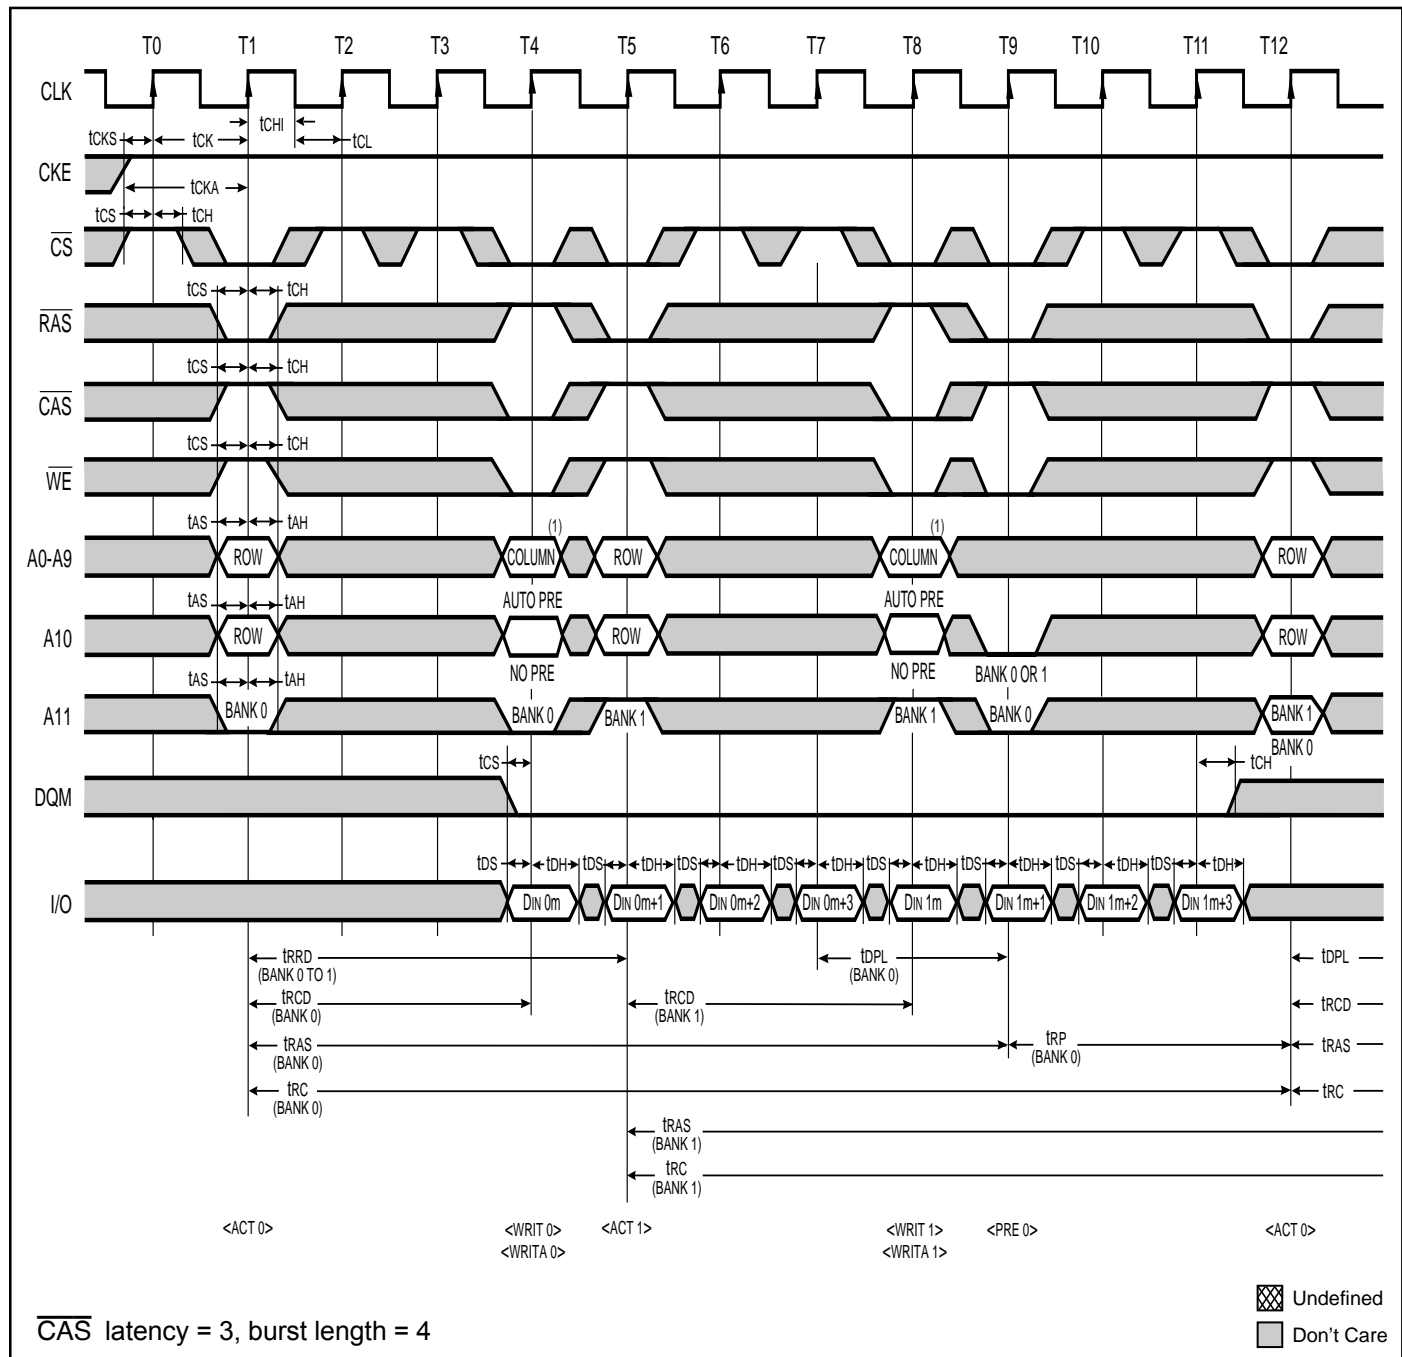 T0 T1 T2 T3 T4 T5 T6 T7 T8 T9 T10 T11 T12
CLK
tCHI
tCKS tCK tCL
CKE
tCKA
tCS tCH
CS
tCS tCH
RAS
tCS tCH
CAS
tCS tCH
WE
tAS tAH (1) (1)
A0-A9 ROW COLUMN ROW COLUMN ROW
tAS tAH AUTO PRE AUTO PRE
A10 ROW ROW ROW
NO PRE NO PRE BANK 0 OR 1
tAS tAH
A11 BANK 0 BANK 0 BANK 1 BANK 1 BANK 0 BANK 1
BANK 0
tCS tCH
DQM
tDS tDH tDS tDH tDS tDH tDS tDH tDS tDH tDS tDH tDS tDH tDS tDH
I/O DIN 0m DIN 0m+1 DIN 0m+2 DIN 0m+3 DIN 1m DIN 1m+1 DIN 1m+2 DIN 1m+3
tRRD tDPL tDPL
(BANK 0 TO 1) (BANK 0)
tRCD tRCD tRCD
(BANK 0) (BANK 1)
tRAS tRP tRAS
(BANK 0) (BANK 0)
tRC tRC
(BANK 0)
tRAS
(BANK 1)
tRC
(BANK 1)
<ACT 0> <WRIT 0> <ACT 1> <WRIT 1> <PRE 0> <ACT 0>
<WRITA 0> <WRITA 1>
Undefined
CAS latency = 3, burst length = 4
Don't Care